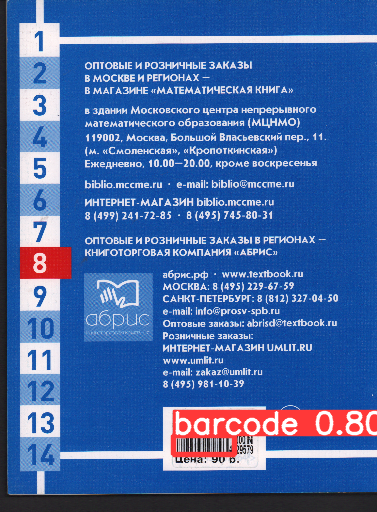 1
2
3
4
5
6
7
8
9
10
11
12
13
14
ОПТОВЫЕ И РОЗНИЧНЫЕ ЗАКАЗЫ
В МОСКВЕ И РЕГИОНАХ —
В МАГАЗИНЕ «МАТЕМАТИЧЕСКАЯ КНИГА»
в здании Московского центра непрерывного
математического образования (МЦНМО)
119002, Москва, Большой Власьевский пер., 11.
(м. «Смоленская», «Кропоткинская»)
Ежедневно, 10.00—20.00, кроме воскресенья
biblio.mccme.ru · e-mail: biblio@mccme.ru
ИНТЕРНЕТ-МАГАЗИН biblio.mccme.ru
8 (499) 241-72-85 · 8 (495) 745-80-31
ОПТОВЫЕ И РОЗНИЧНЫЕ ЗАКАЗЫ В РЕГИОНАХ —
КНИГОТОРГОВАЯ КОМПАНИЯ «АБРИС»
абрис
абрис.рф · www.textbook.ru
МОСКВА: 8 (495) 229-67-59
САНКТ-ПЕТЕРБУРГ: 8 (812) 327-04-50
e-mail: info@prosv-spb.ru
Оптовые заказы: abrisd@textbook.ru
Розничные заказы:
ИНТЕРНЕТ-МАГАЗИН UMLIT.RU
www.umlit.ru
e-mail: zakaz@umlit.ru
8 (495) 981-10-39
barcode 0.80
Цена: 90 р.